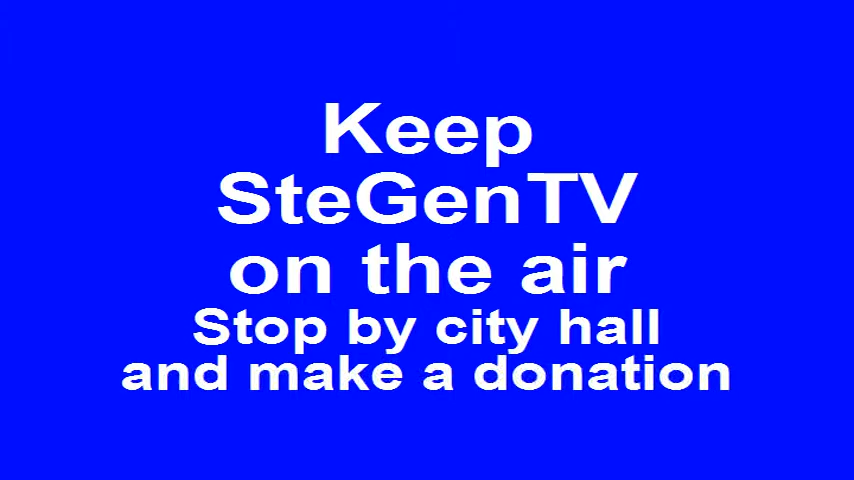 Keep
SteGenTV
on the air
Stop by city hall
and make a donation